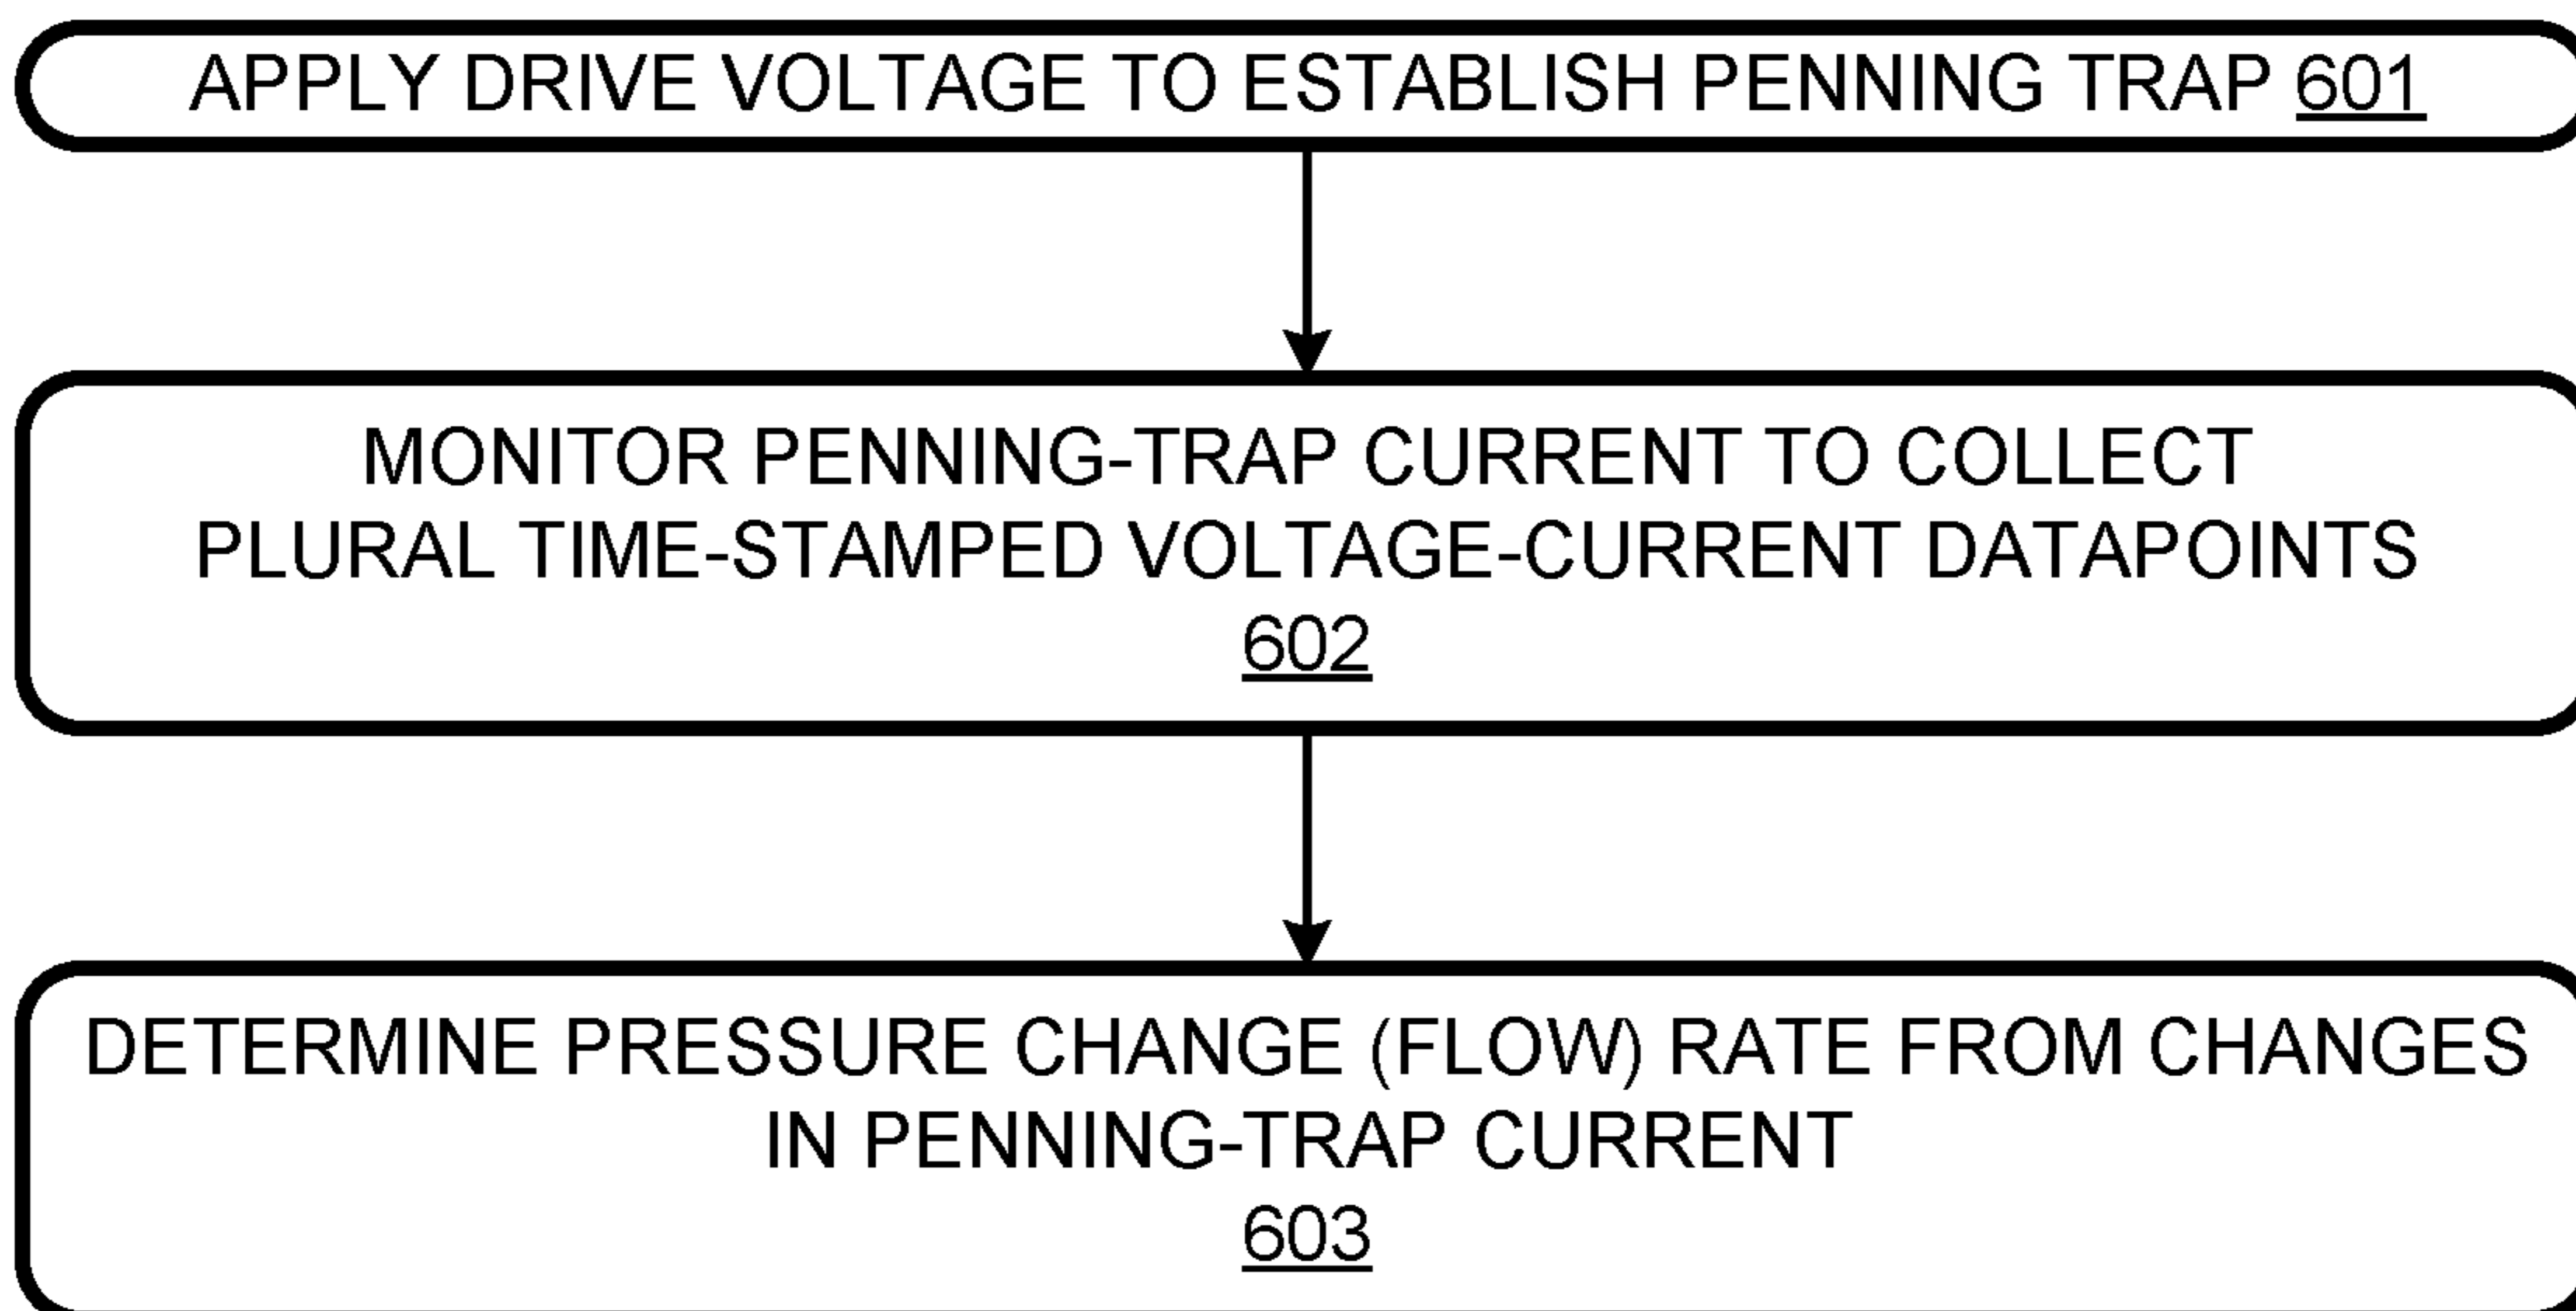 APPLY DRIVE VOLTAGE TO ESTABLISH PENNING TRAP 601
MONITOR PENNING-TRAP CURRENT TO COLLECT
PLURAL TIME-STAMPED VOLTAGE-CURRENT DATAPOINTS
602
DETERMINE PRESSURE CHANGE (FLOW) RATE FROM CHANGES
IN PENNING-TRAP CURRENT
603